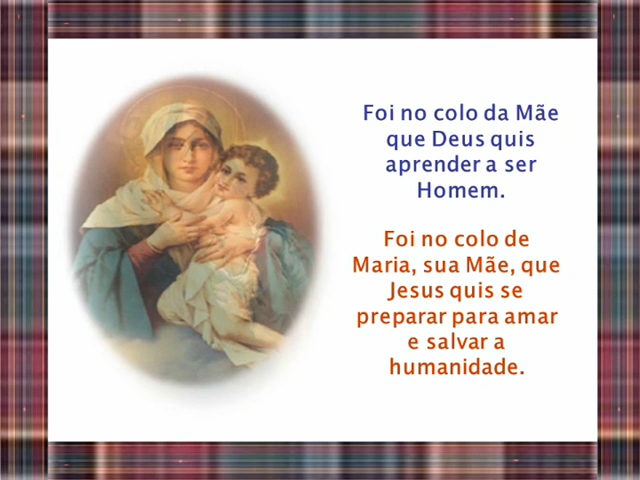 Foi no colo da Mãe
que Deus quis
aprender a ser
Homem.
Foi no colo de
Maria, sua Mãe, que
Jesus quis se
preparar para amar
e salvar a
humanidade.